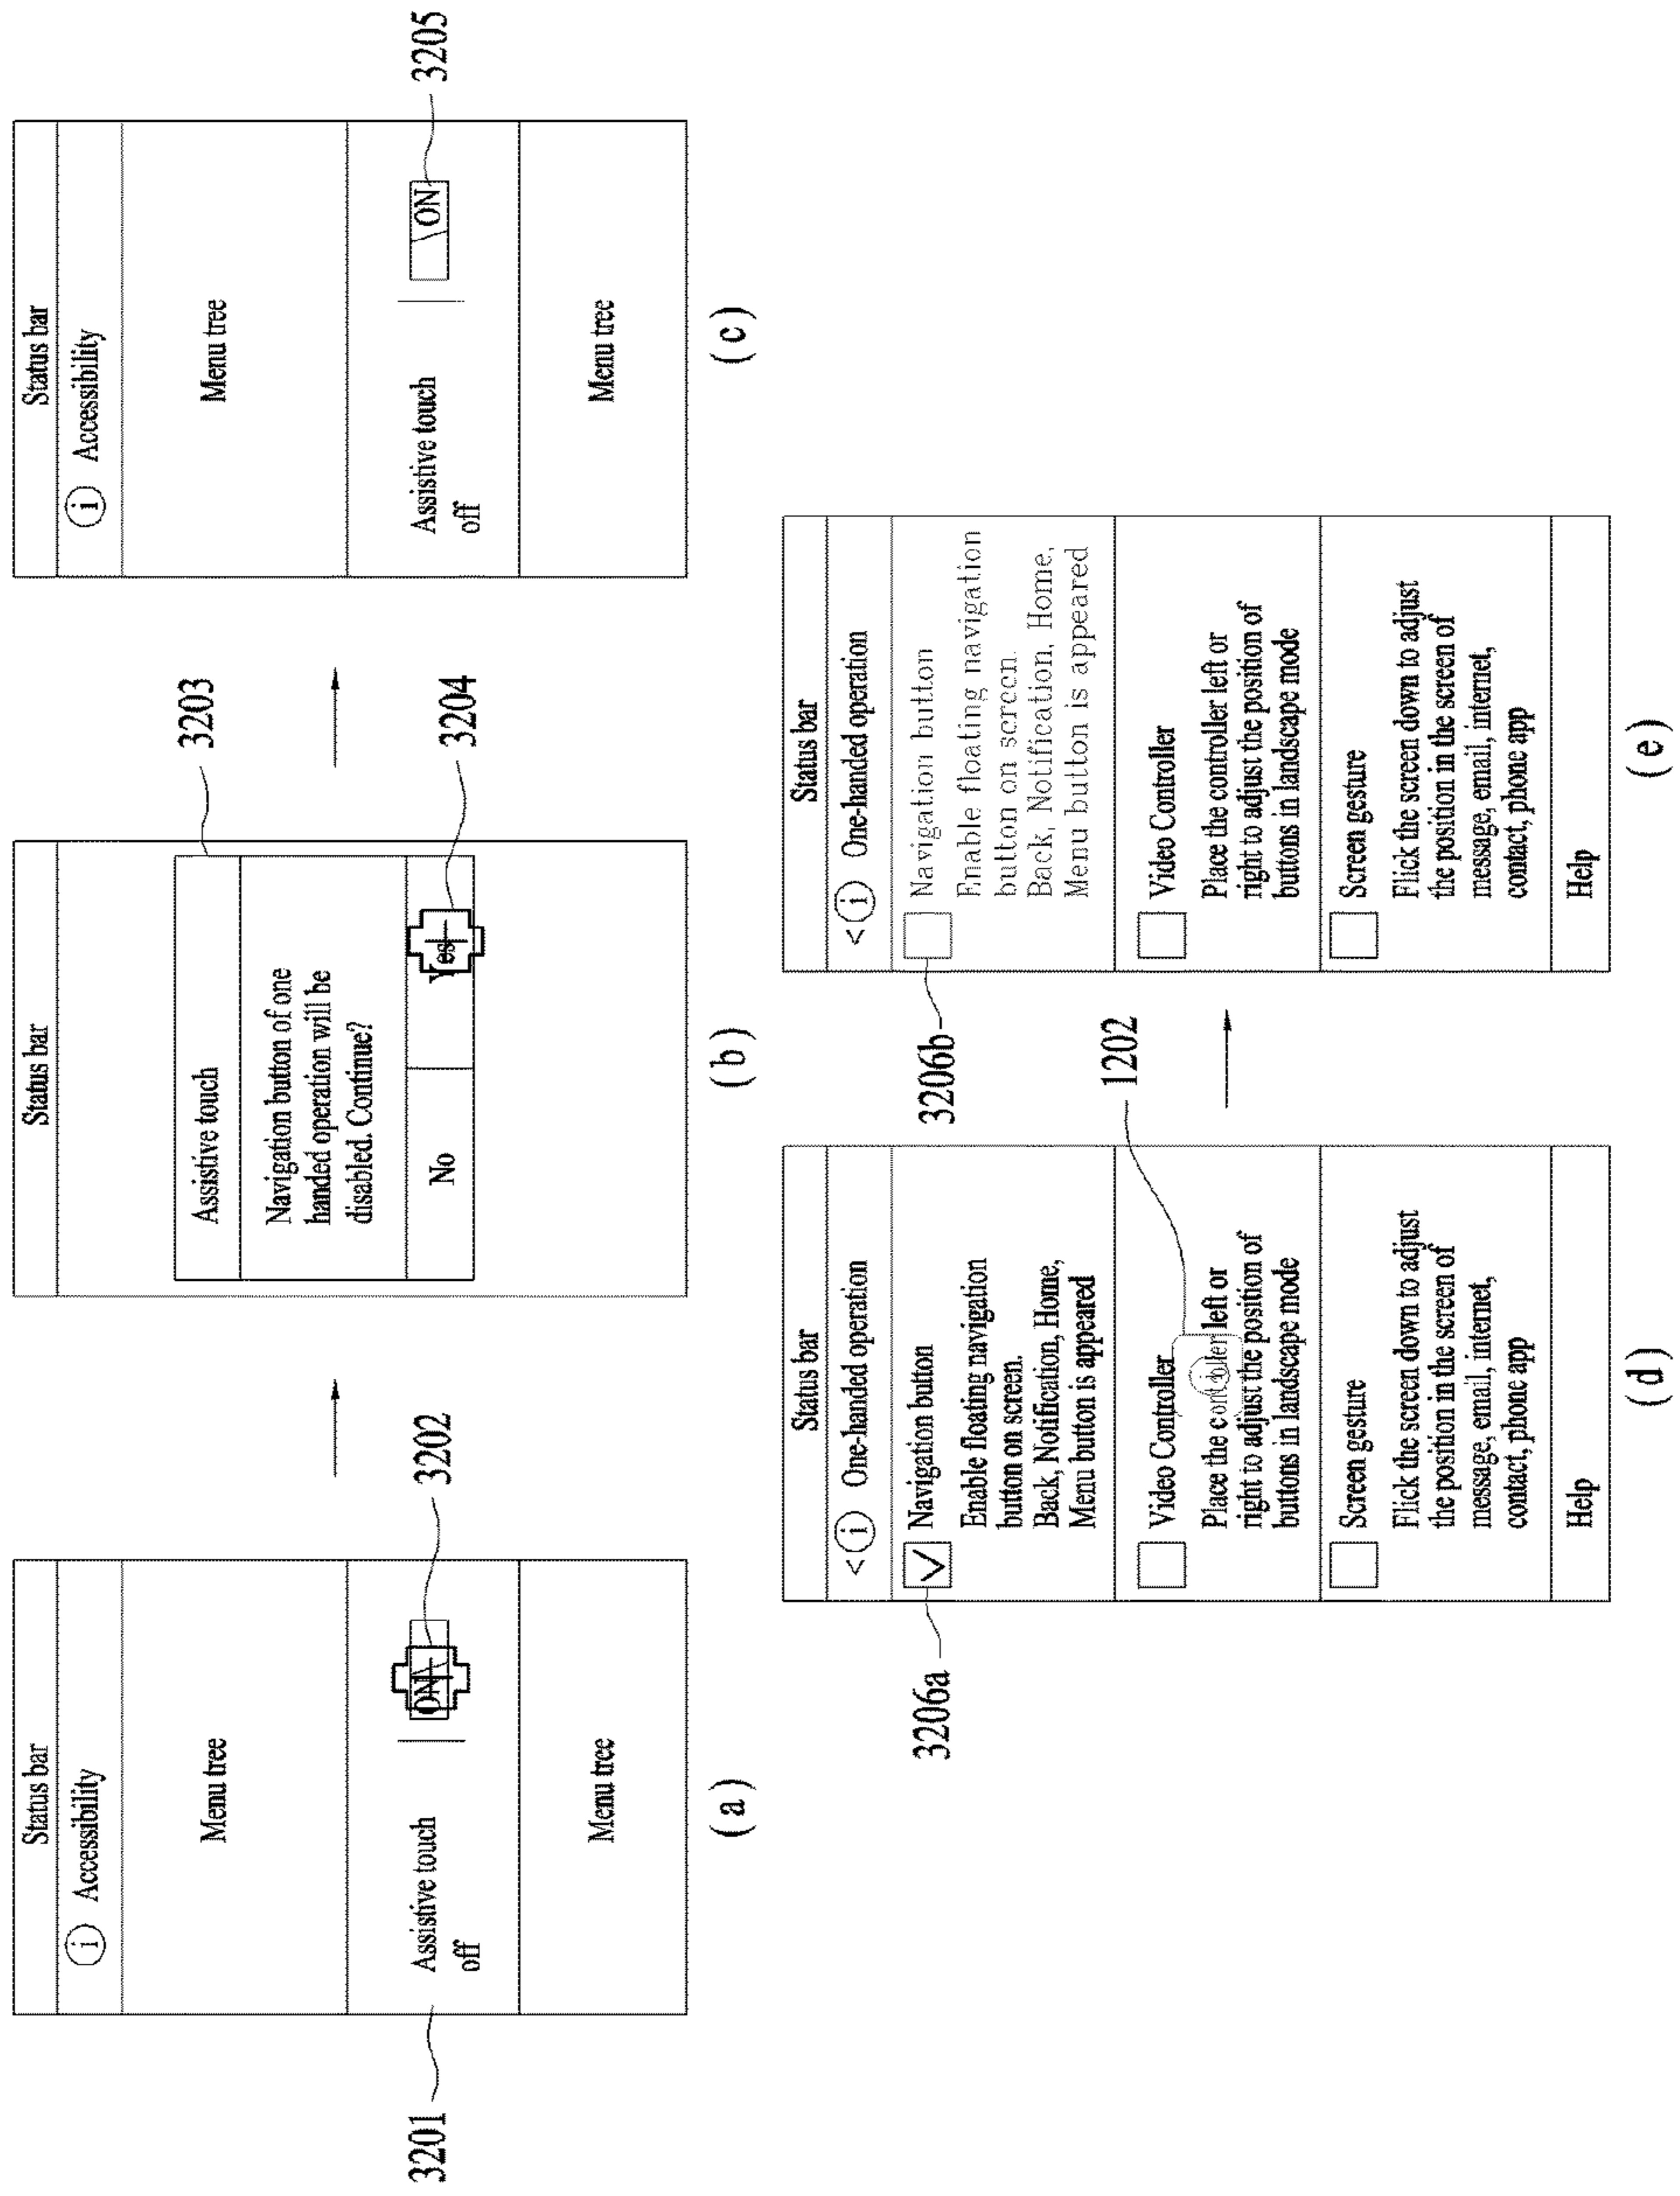 Status bar
i Accessibility
Menu tree
3201
Assistive touch
off
ON
3202
Menu tree
(a)
Status bar
3203
Assistive touch
Navigation button of one
handed operation will be
disabled. Continue?
No
Yes
3204
(b)
Status bar
i Accessibility
Menu tree
Assistive touch
off
ON
3205
Menu tree
(c)
Status bar
<i One-handed operation
3206a
Navigation button
Enable floating navigation
button on screen.
Back, Notification, Home,
Menu button is appeared
1202
Video Controller
Place the controller left or
right to adjust the position of
buttons in landscape mode
Screen gesture
Flick the screen down to adjust
the position in the screen of
message, email, internet,
contact, phone app
Help
(d)
Status bar
<i One-handed operation
3206b
Navigation button
Enable floating navigation
button on screen.
Back, Notification, Home,
Menu button is appeared
Video Controller
Place the controller left or
right to adjust the position of
buttons in landscape mode
Screen gesture
Flick the screen down to adjust
the position in the screen of
message, email, internet,
contact, phone app
Help
(e)